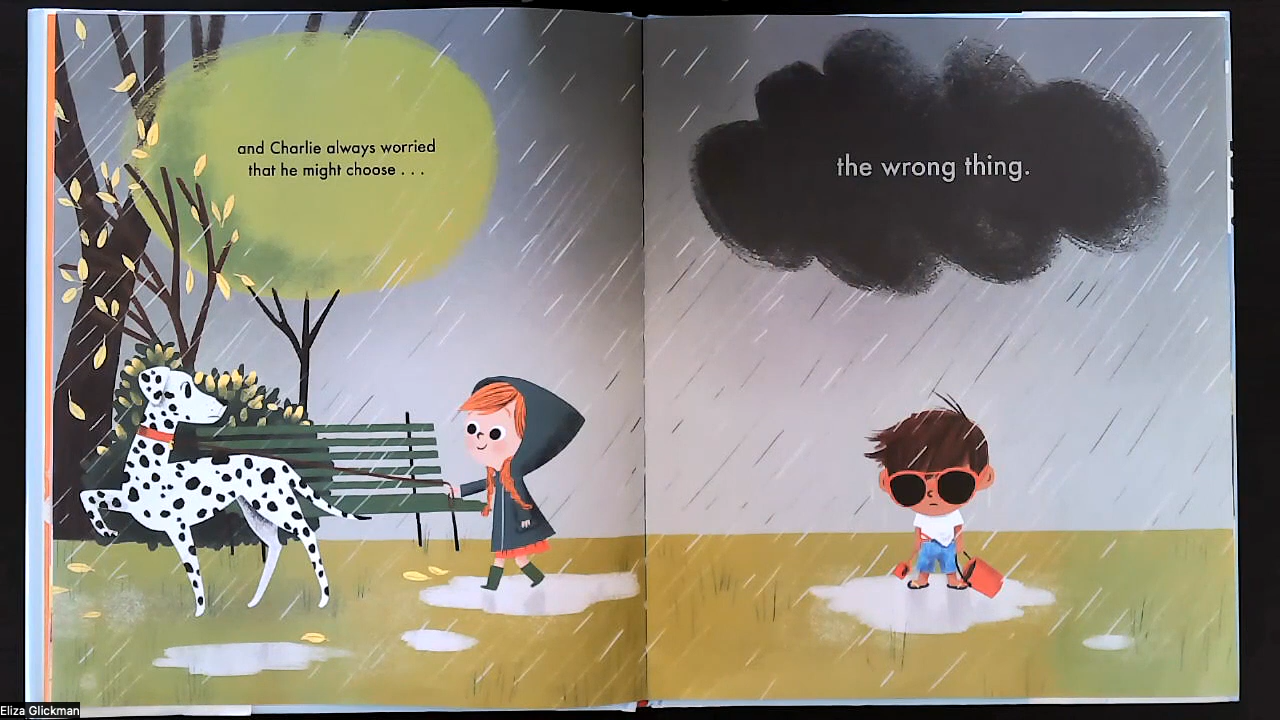 and Charlie always worried
that he might choose . . .
the wrong thing.
Eliza Glickman